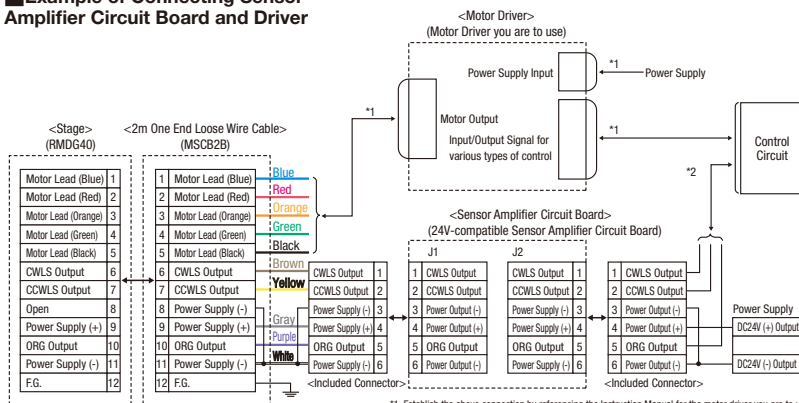 ■Example of Connecting Sensor
Amplifier Circuit Board and Driver
<Motor Driver>
(Motor Driver you are to use)
Power Supply Input
*1
Power Supply
*1
Motor Output
Input/Output Signal for
various types of control
*1
Control
Circuit
*2
<Stage>
(RMDG40)
Motor Lead (Blue) 1
Motor Lead (Red) 2
Motor Lead (Orange) 3
Motor Lead (Green) 4
Motor Lead (Black) 5
CWLS Output 6
CCWLS Output 7
Open 8
Power Supply (+) 9
ORG Output 10
Power Supply (-) 11
F.G. 12
<2m One End Loose Wire Cable>
(MSCB2B)
1 Motor Lead (Blue)
2 Motor Lead (Red)
3 Motor Lead (Orange)
4 Motor Lead (Green)
5 Motor Lead (Black)
6 CWLS Output
7 CCWLS Output
8 Power Supply (-)
9 Power Supply (+)
10 ORG Output
11 Power Supply (-)
12 F.G.
Blue
Red
Orange
Green
Black
Brown
Yellow
Gray
Purple
White
CWLS Output 1
CCWLS Output 2
Power Supply (-) 3
Power Supply (+) 4
ORG Output 5
Power Supply (-) 6
<Included Connector>
<Sensor Amplifier Circuit Board>
(24V-compatible Sensor Amplifier Circuit Board)
J1
1 CWLS Output
2 CCWLS Output
3 Power Output (-)
4 Power Output (+)
5 ORG Output
6 Power Output (-)
J2
CWLS Output 1
CCWLS Output 2
Power Supply (-) 3
Power Supply (+) 4
ORG Output 5
Power Supply (-) 6
1 CWLS Output
2 CCWLS Output
3 Power Output (-)
4 Power Output (+)
5 ORG Output
6 Power Output (-)
<Included Connector>
Power Supply
DC24V (+) Output
DC24V (-) Output